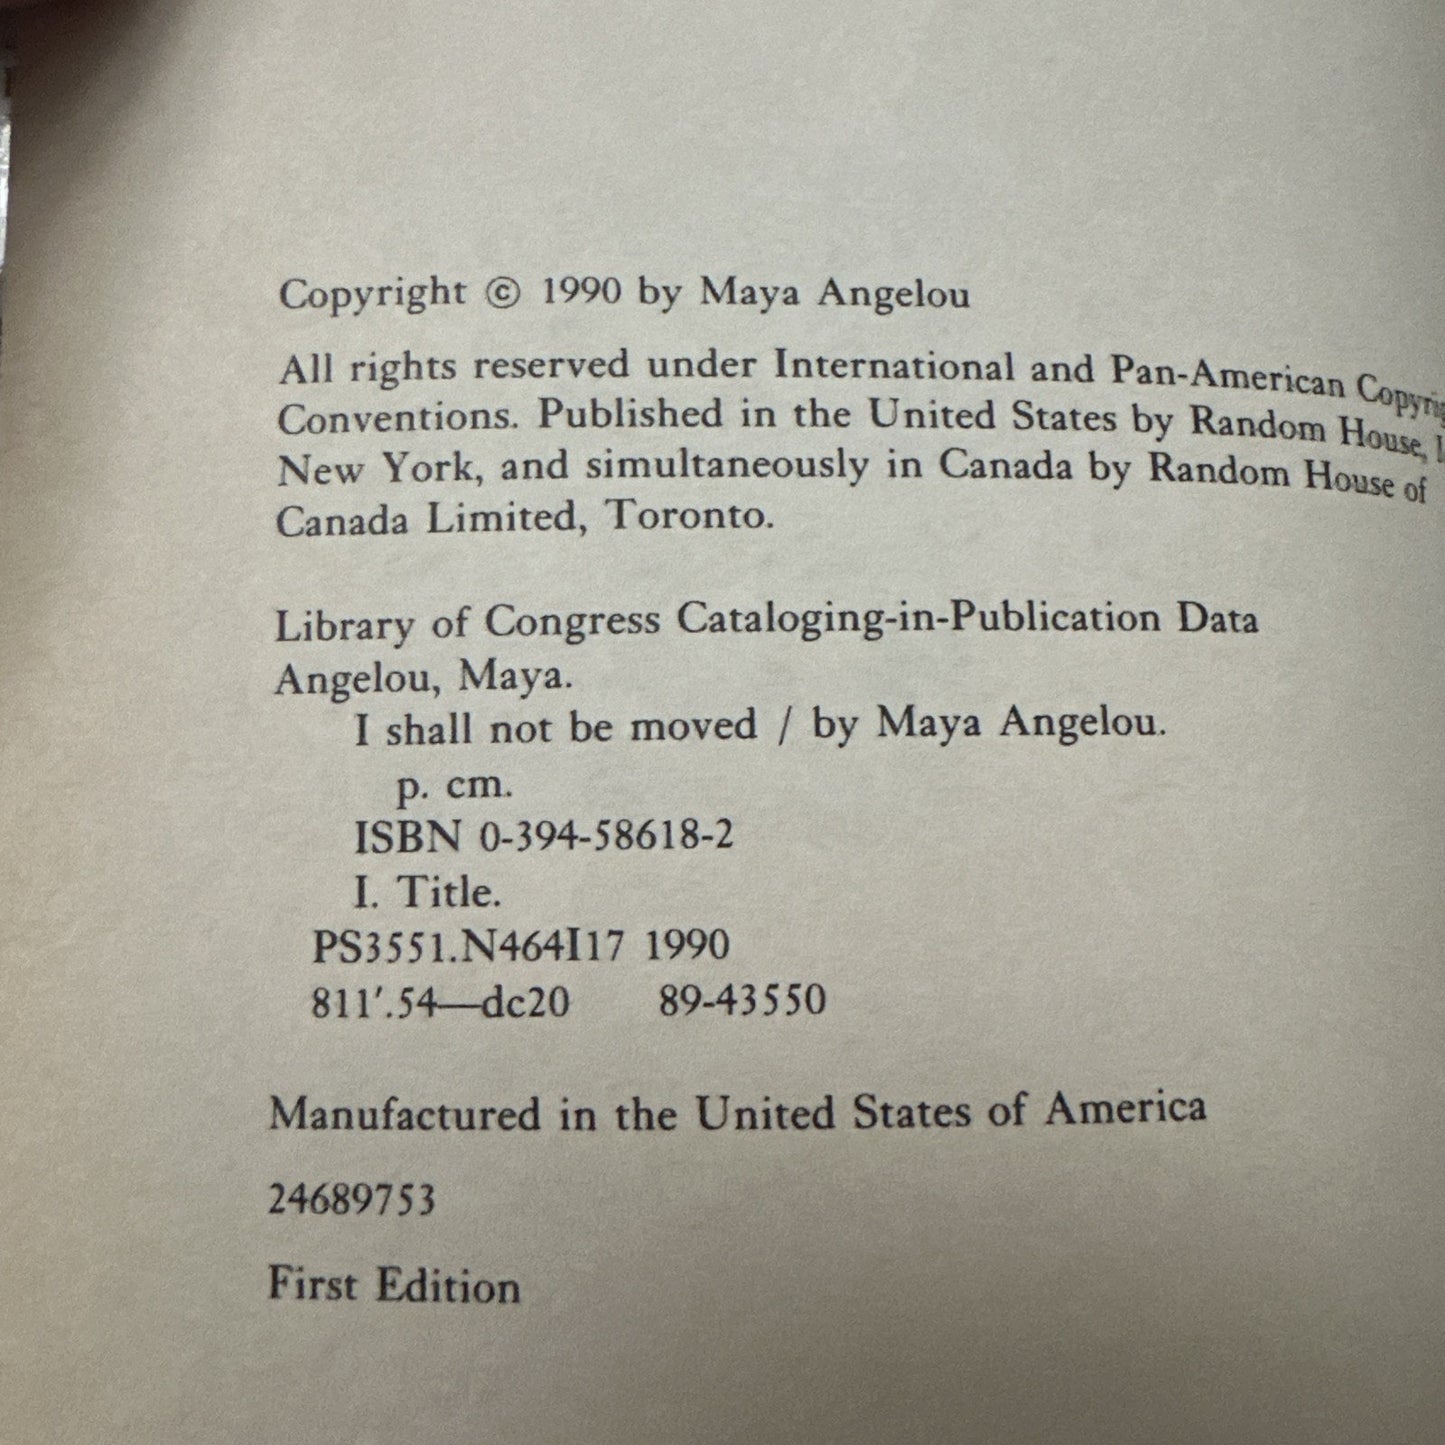 Copyright © 1990 by Maya Angelou
All rights reserved under International and Pan-American
Conventions. Published in the United States by Random House,
New York, and simultaneously in Canada by Random House of
Canada Limited, Toronto.
Library of Congress Cataloging-in-Publication Data
Angelou, Maya.
I shall not be moved / by Maya Angelou.
p. cm.
ISBN 0-394-58618-2
I. Title.
PS3551.N464I17 1990
811′.54—dc20 89-43550
Manufactured in the United States of America
24689753
First Edition